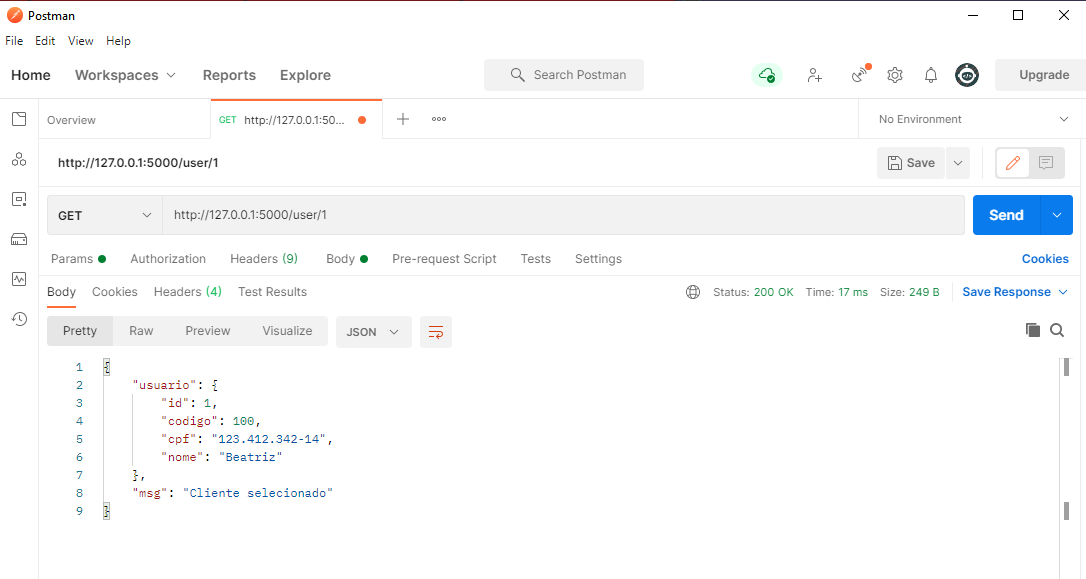 Postman
File Edit View Help
Home Workspaces Reports Explore Search Postman Upgrade
Overview GET http://127.0.0.1:50... No Environment
http://127.0.0.1:5000/user/1 Save
GET http://127.0.0.1:5000/user/1 Send
Params Authorization Headers (9) Body Pre-request Script Tests Settings Cookies
Body Cookies Headers (4) Test Results Status: 200 OK Time: 17 ms Size: 249 B Save Response
Pretty Raw Preview Visualize JSON
1 {
2 "usuario": {
3 "id": 1,
4 "codigo": 100,
5 "cpf": "123.412.342-14",
6 "nome": "Beatriz"
7 },
8 "msg": "Cliente selecionado"
9 }